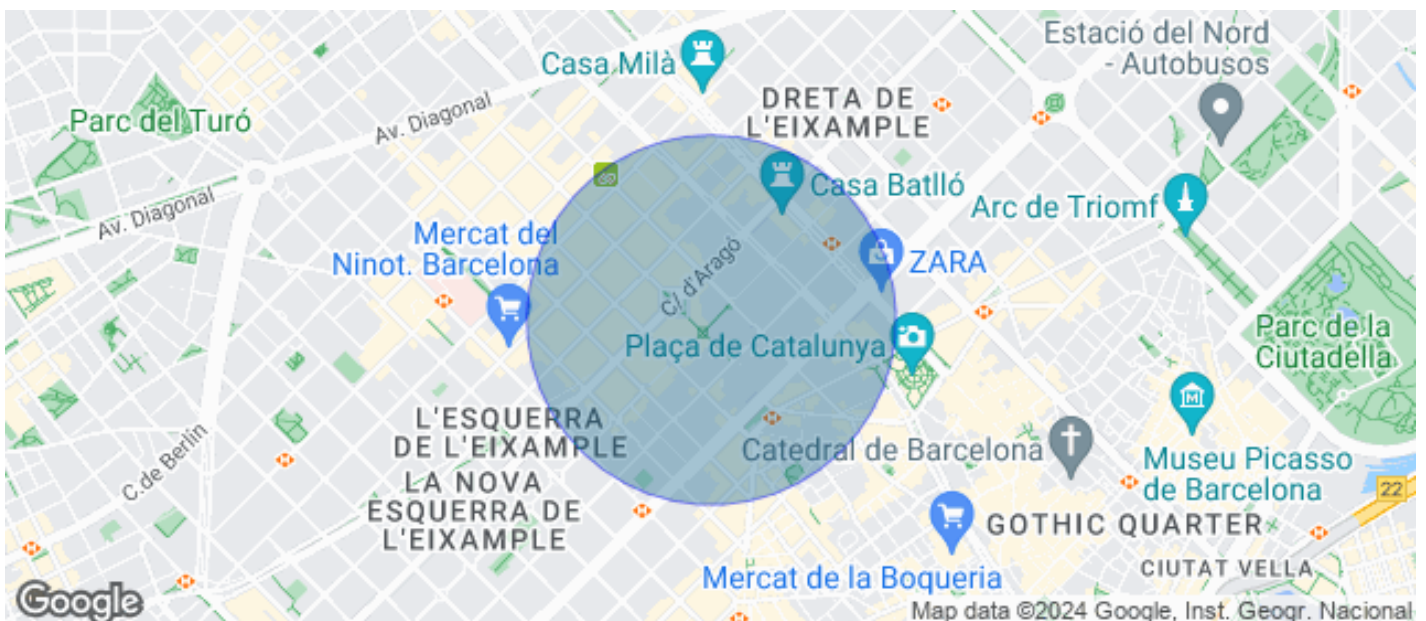 Estació del Nord
- Autobusos
Casa Milà
DRETA DE
L'EIXAMPLE
Parc del Turó
Av. Diagonal
Casa Batlló
Arc de Triomf
Av. Diagonal
Mercat del
Ninot. Barcelona
C/ d'Aragó
ZARA
Plaça de Catalunya
Parc de la
Ciutadella
L'ESQUERRA
DE L'EIXAMPLE
Catedral de Barcelona
C. de Berlín
LA NOVA
ESQUERRA DE
L'EIXAMPLE
Museu Picasso
de Barcelona
22
GOTHIC QUARTER
CIUTAT VELLA
Mercat de la Boqueria
Google
Map data ©2024 Google, Inst. Geogr. Nacional